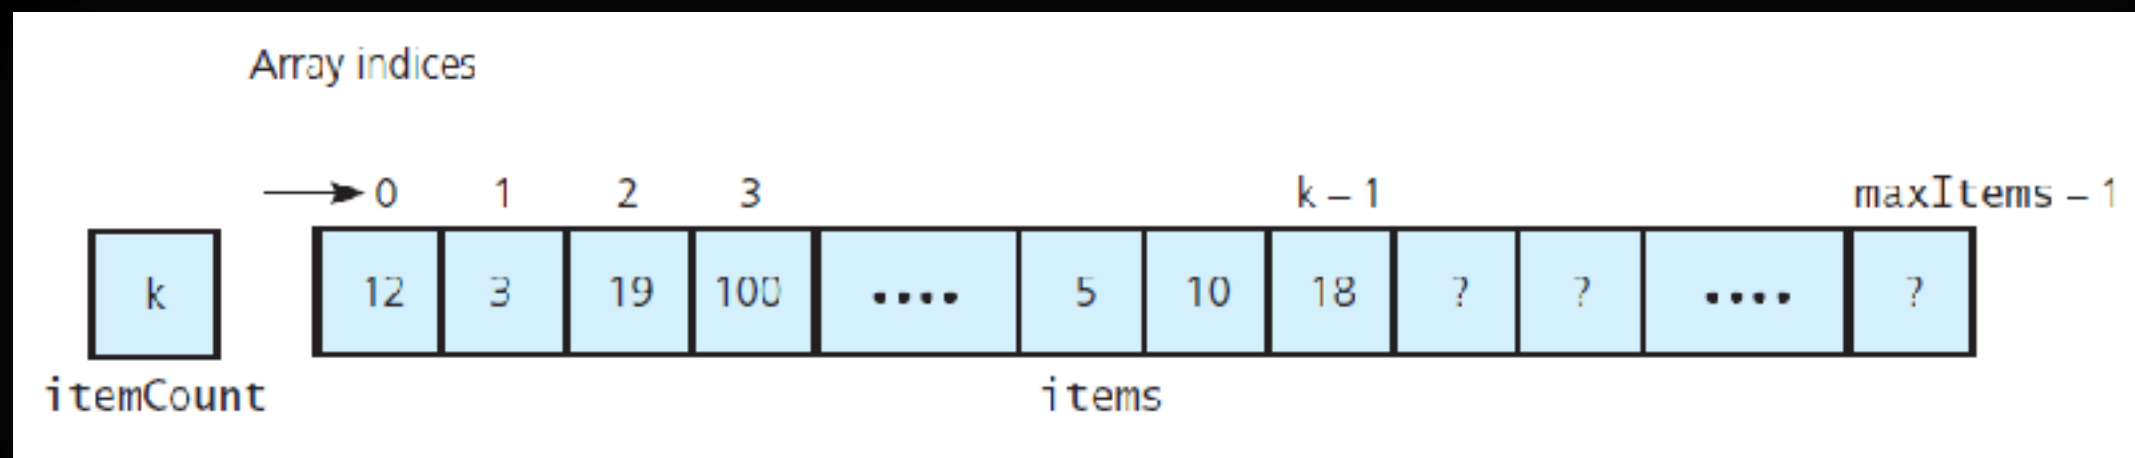 Array indices
0 1 2 3 k – 1 maxItems – 1
k 12 3 19 100 .... 5 10 18 ? ? .... ?
itemCount items